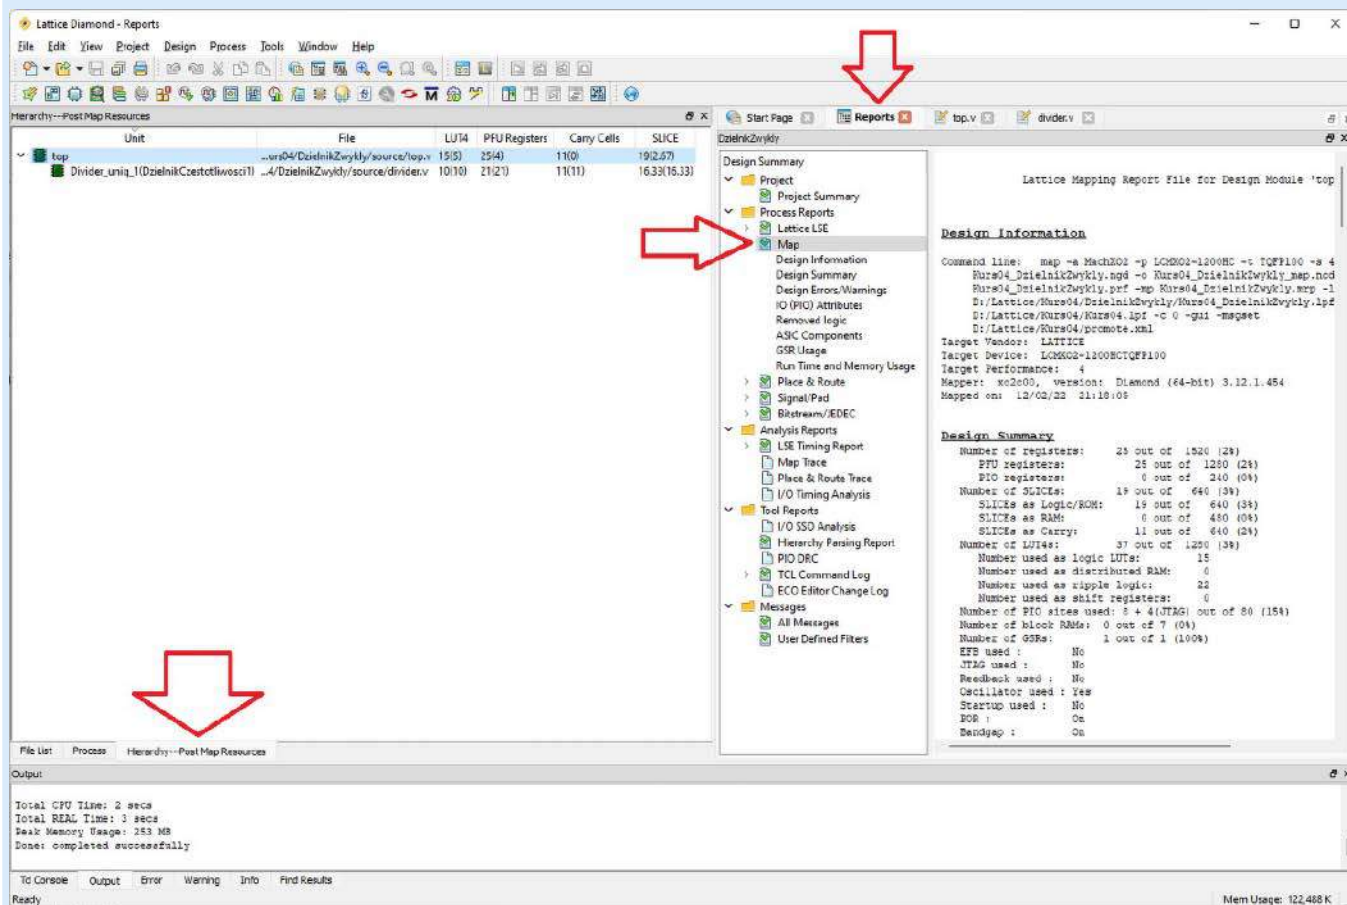 Lattice Diamond - Reports
File Edit View Project Design Process Tools Window Help
Hierarchy---Post Map Resources
Unit File LUT4 PFU Registers Carry Cells SLICE
top ...urs04/DzielnikZwykly/source/top.v 15(5) 25(4) 11(0) 19(2.67)
Divider_uniq_1(DzielnikCzestotliwosci1) ...4/DzielnikZwykly/source/divider.v 10(10) 21(21) 11(11) 16.33(16.33)
File List Process Hierarchy---Post Map Resources
Start Page Reports top.v divider.v
DzielnikZwykly
Design Summary
Project
Project Summary
Process Reports
Lattice LSE
Map
Design Information
Design Summary
Design Errors/Warnings
IO (PIO) Attributes
Removed logic
ASIC Components
GSR Usage
Run Time and Memory Usage
Place & Route
Signal/Pad
Bitstream/JEDEC
Analysis Reports
LSE Timing Report
Map Trace
Place & Route Trace
I/O Timing Analysis
Tool Reports
I/O SSO Analysis
Hierarchy Parsing Report
PIO DRC
TCL Command Log
ECO Editor Change Log
Messages
All Messages
User Defined Filters
Lattice Mapping Report File for Design Module 'top
Design Information
Command line: map -a MachXO2 -p LCMXO2-1200HC -t TQFP100 -s 4
Kurs04_DzielnikZwykly.ngd -o Kurs04_DzielnikZwykly_map.ncd
Kurs04_DzielnikZwykly.prf -mp Kurs04_DzielnikZwykly.mrp -l
D:/Lattice/Kurs04/DzielnikZwykly/Kurs04_DzielnikZwykly.lpf
D:/Lattice/Kurs04/Kurs04.lpf -c 0 -gui -msgset
D:/Lattice/Kurs04/promote.xml
Target Vendor: LATTICE
Target Device: LCMXO2-1200HCTQFP100
Target Performance: 4
Mapper: xo2c00, version: Diamond (64-bit) 3.12.1.454
Mapped on: 12/02/22 21:18:05
Design Summary
Number of registers: 25 out of 1520 (2%)
PFU registers: 25 out of 1280 (2%)
PIO registers: 0 out of 240 (0%)
Number of SLICEs: 19 out of 640 (3%)
SLICEs as Logic/ROM: 19 out of 640 (3%)
SLICEs as RAM: 0 out of 480 (0%)
SLICEs as Carry: 11 out of 640 (2%)
Number of LUT4s: 37 out of 1280 (3%)
Number used as logic LUTs: 15
Number used as distributed RAM: 0
Number used as ripple logic: 22
Number used as shift registers: 0
Number of PIO sites used: 8 + 4(JTAG) out of 80 (15%)
Number of block RAMs: 0 out of 7 (0%)
Number of GSRs: 1 out of 1 (100%)
EFB used : No
JTAG used : No
Readback used : No
Oscillator used : Yes
Startup used : No
POR : On
Bandgap : On
Output
Total CPU Time: 2 secs
Total REAL Time: 3 secs
Peak Memory Usage: 253 MB
Done: completed successfully
Tcl Console Output Error Warning Info Find Results
Ready Mem Usage: 122,488 K